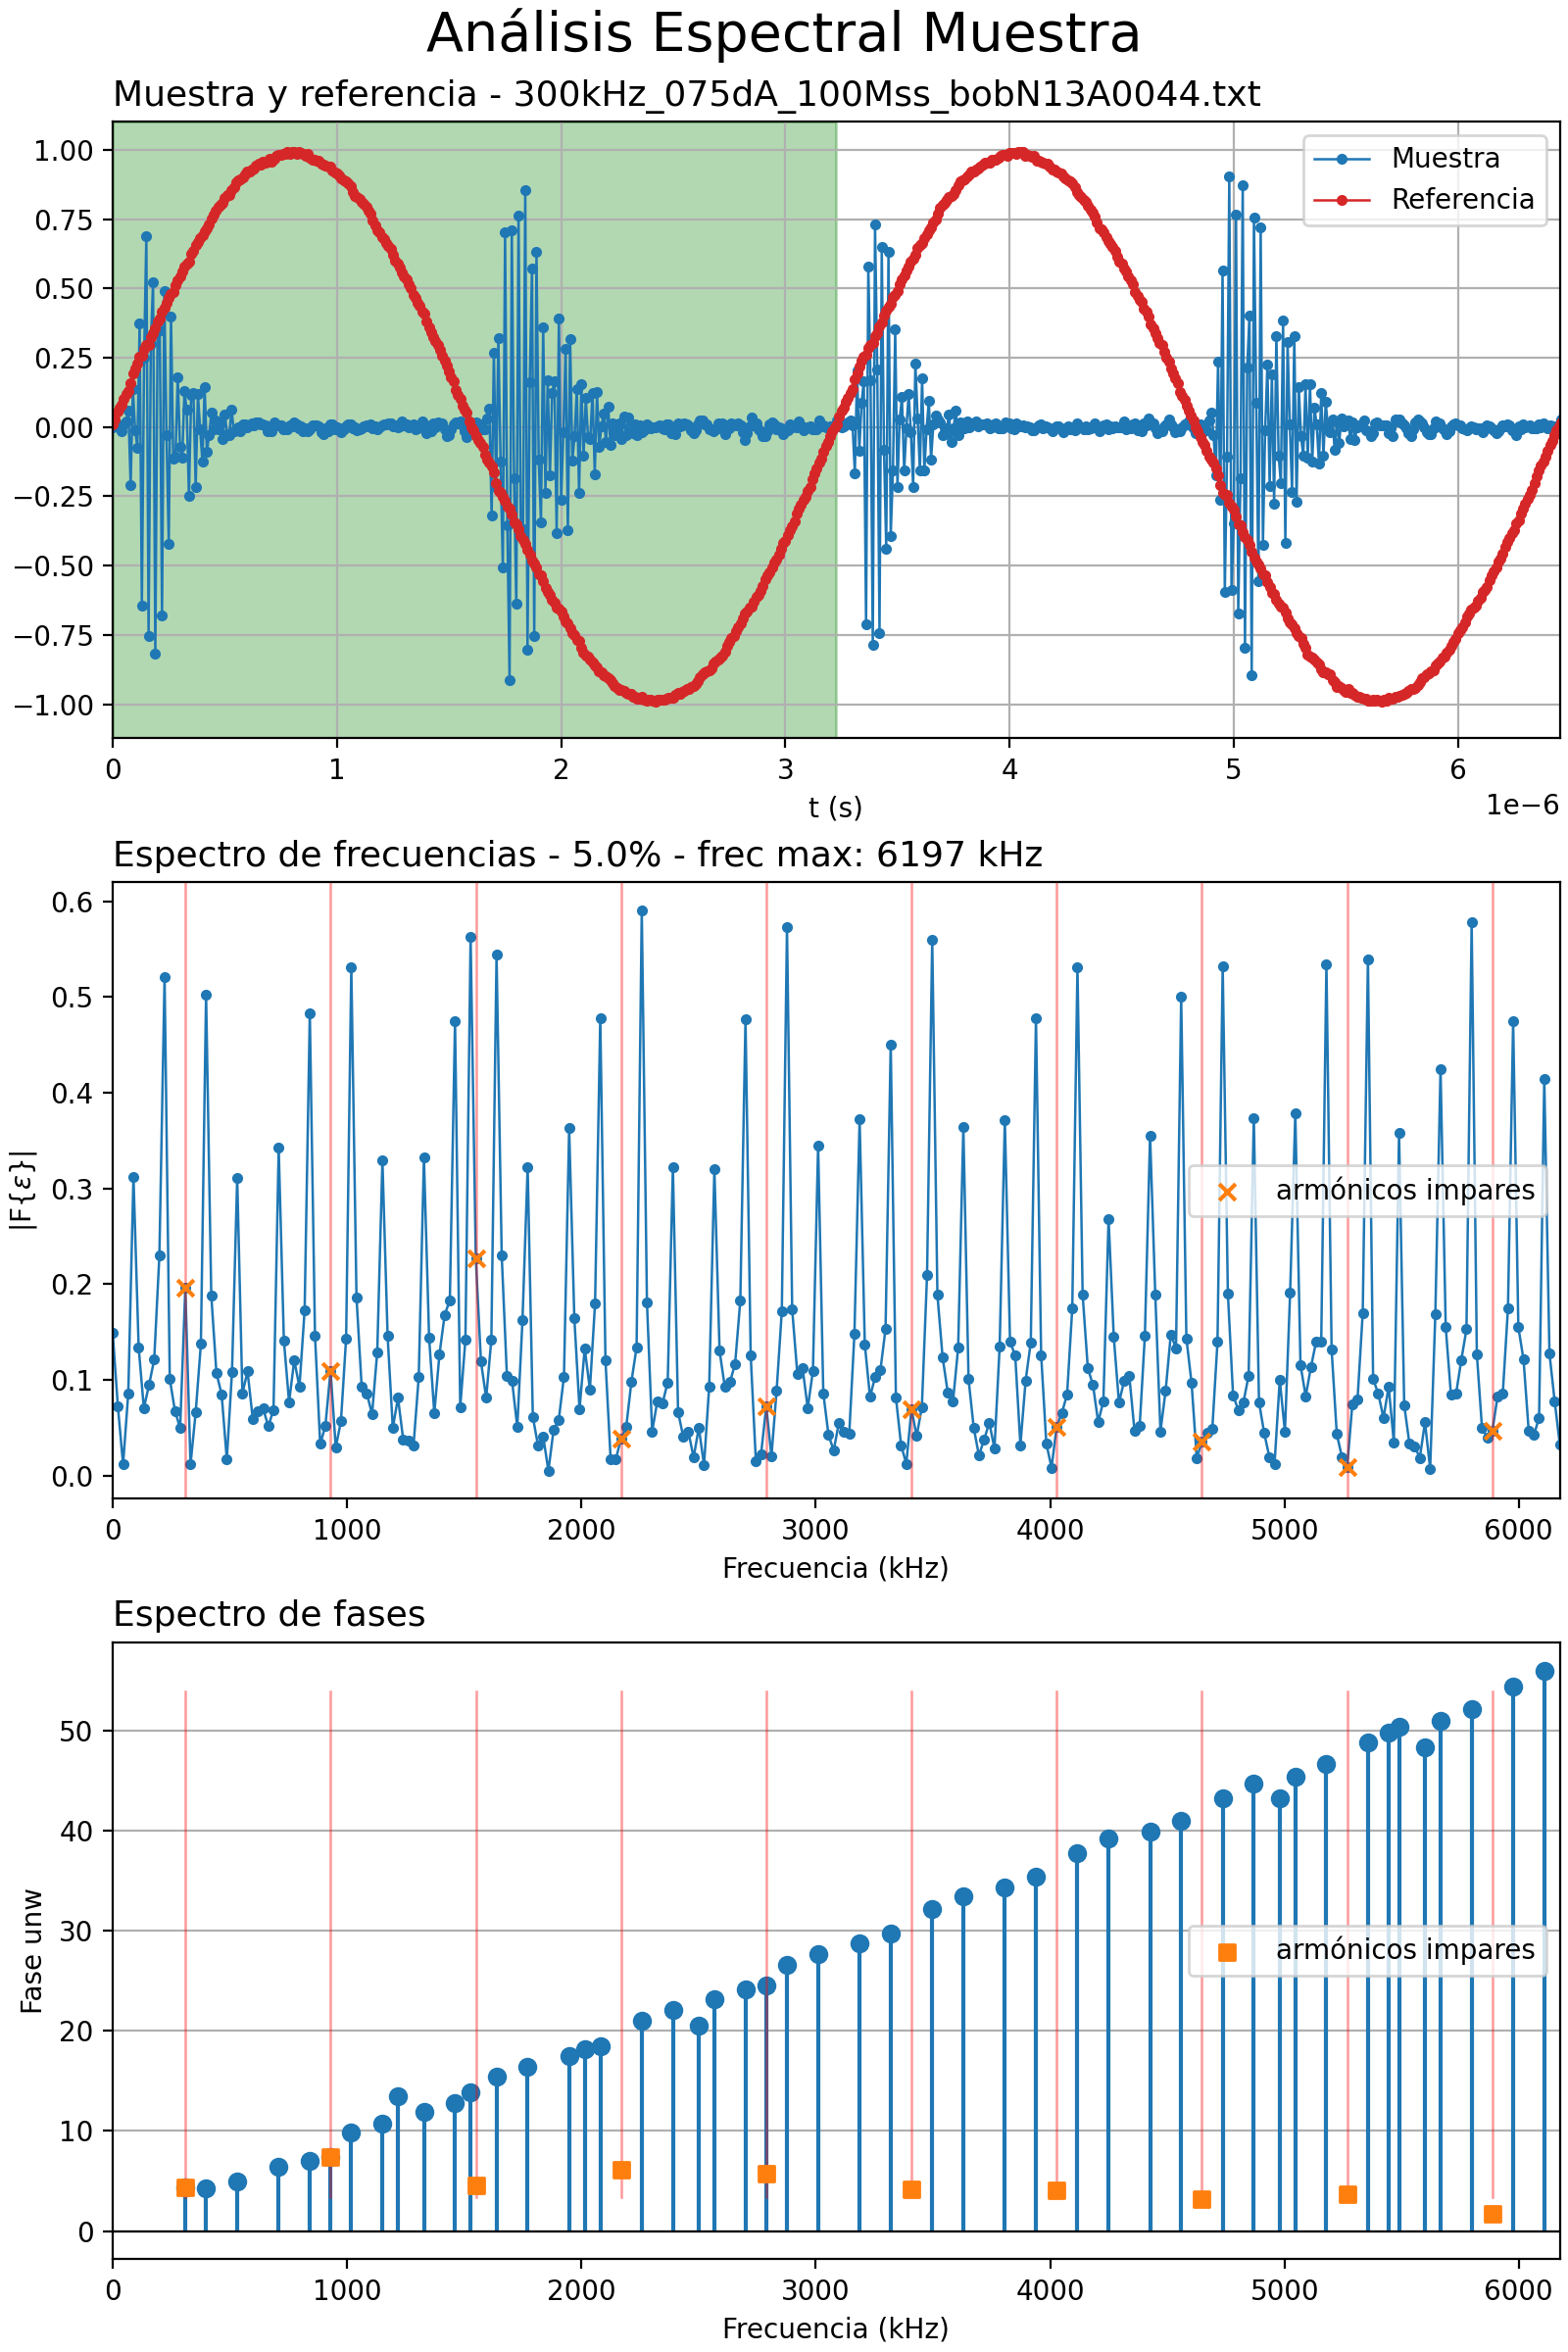 Análisis Espectral Muestra
Muestra y referencia - 300kHz_075dA_100Mss_bobN13A0044.txt
1.00
0.75
0.50
0.25
0.00
−0.25
−0.50
−0.75
−1.00
Muestra
Referencia
0 1 2 3 4 5 6
t (s)
1e−6
Espectro de frecuencias - 5.0% - frec max: 6197 kHz
0.6
0.5
0.4
0.3
0.2
0.1
0.0
|F{ε}|
armónicos impares
0 1000 2000 3000 4000 5000 6000
Frecuencia (kHz)
Espectro de fases
50
40
30
20
10
0
Fase unw
armónicos impares
0 1000 2000 3000 4000 5000 6000
Frecuencia (kHz)